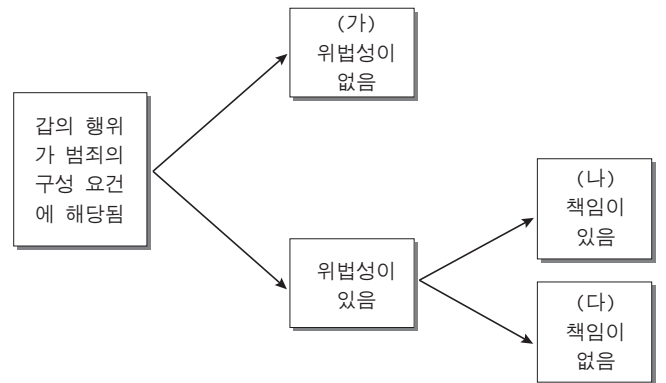 갑의 행위
가 범죄의
구성 요건
에 해당됨
(가)
위법성이
없음
위법성이
있음
(나)
책임이
있음
(다)
책임이
없음